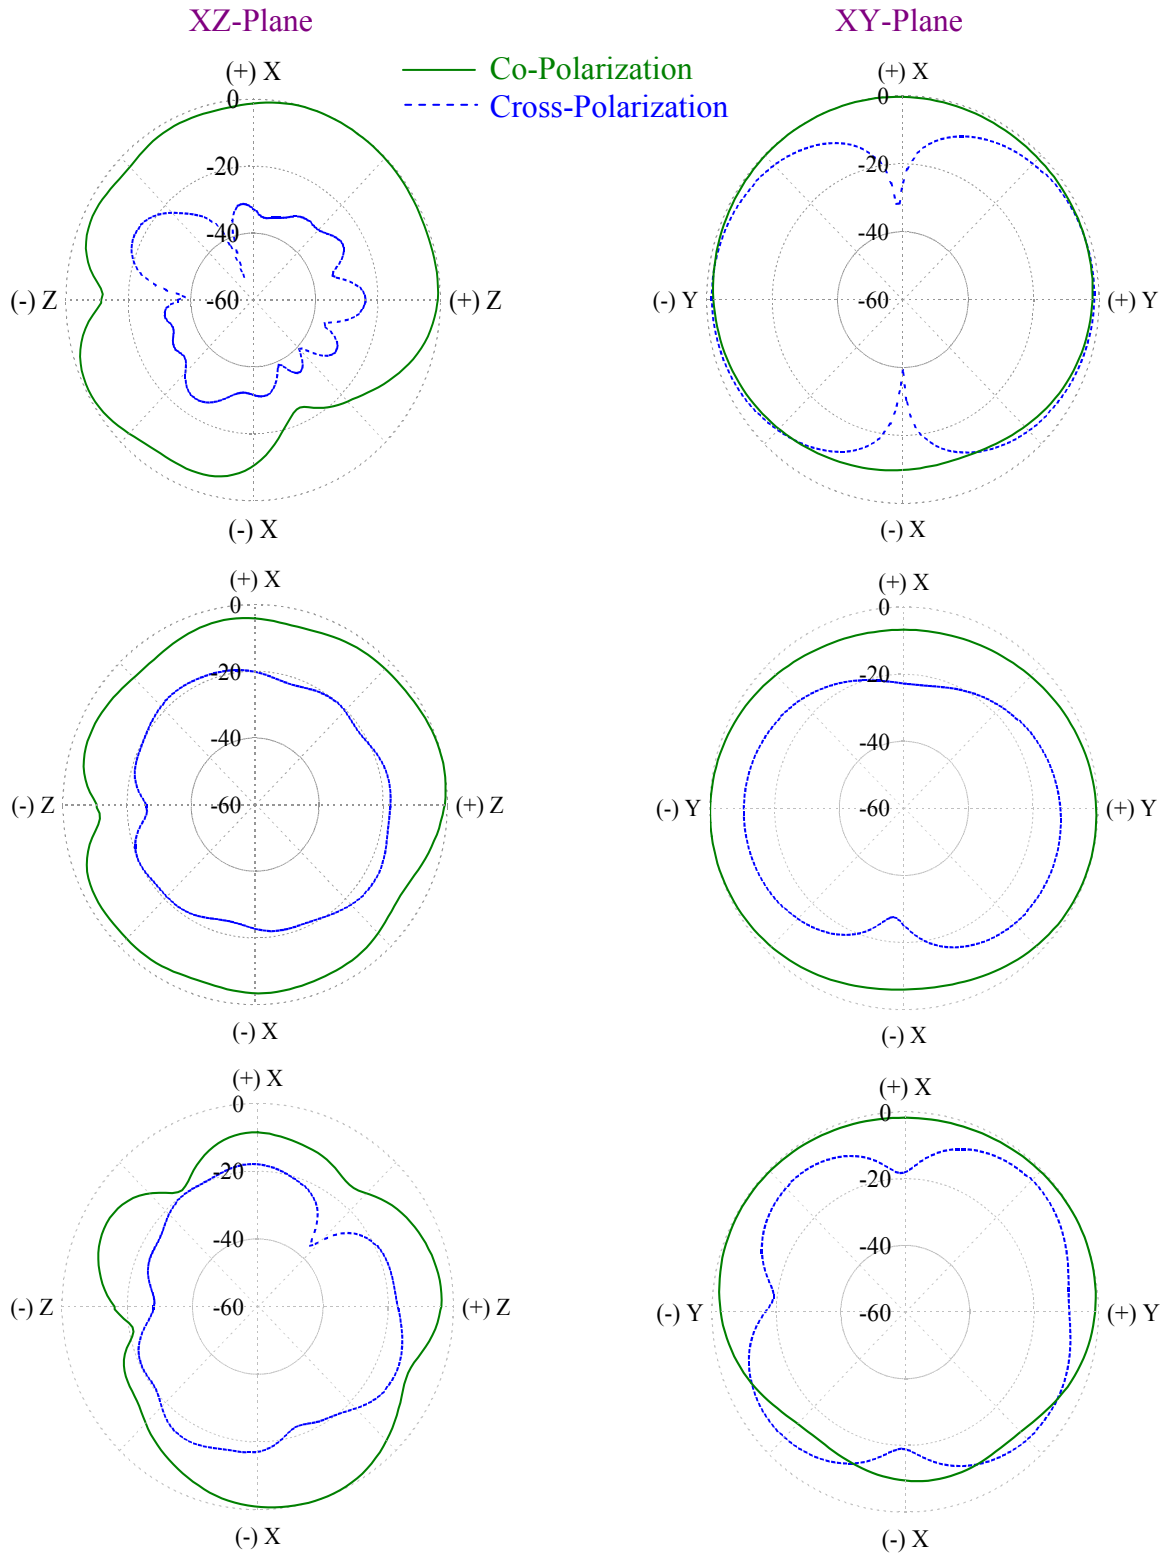 XZ-Plane
XY-Plane
Co-Polarization
Cross-Polarization
(+) X
0
-20
-40
-60
(-) Z
(+) Z
(-) X
(+) X
0
-20
-40
-60
(-) Y
(+) Y
(-) X
(+) X
0
-20
-40
-60
(-) Z
(+) Z
(-) X
(+) X
0
-20
-40
-60
(-) Y
(+) Y
(-) X
(+) X
0
-20
-40
-60
(-) Z
(+) Z
(-) X
(+) X
0
-20
-40
-60
(-) Y
(+) Y
(-) X